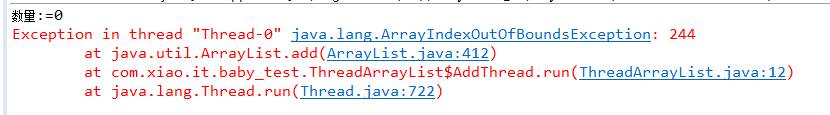 数量:=0
Exception in thread "Thread-0" java.lang.ArrayIndexOutOfBoundsException: 244
at java.util.ArrayList.add(ArrayList.java:412)
at com.xiao.it.baby_test.ThreadArrayList$AddThread.run(ThreadArrayList.java:12)
at java.lang.Thread.run(Thread.java:722)